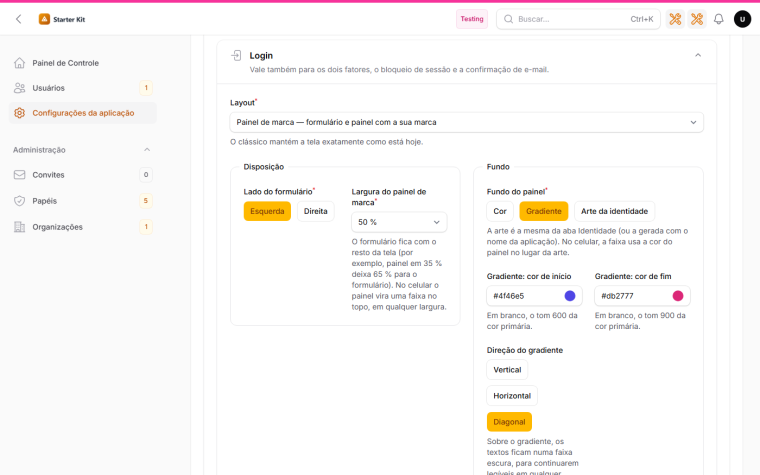 Starter Kit
Testing
Buscar...
Ctrl+K
U
Painel de Controle
Usuários
1
Configurações da aplicação
Administração
Convites
0
Papéis
5
Organizações
1
Login
Vale também para os dois fatores, o bloqueio de sessão e a confirmação de e-mail.
Layout*
Painel de marca — formulário e painel com a sua marca
O clássico mantém a tela exatamente como está hoje.
Disposição
Lado do formulário*
Esquerda
Direita
Largura do painel de
marca*
50 %
O formulário fica com o
resto da tela (por
exemplo, painel em 35 %
deixa 65 % para o
formulário). No celular o
painel vira uma faixa no
topo, em qualquer largura.
Fundo
Fundo do painel*
Cor
Gradiente
Arte da identidade
A arte é a mesma da aba Identidade (ou a gerada com o
nome da aplicação). No celular, a faixa usa a cor do
painel no lugar da arte.
Gradiente: cor de início
#4f46e5
Em branco, o tom 600 da
cor primária.
Gradiente: cor de fim
#db2777
Em branco, o tom 900 da
cor primária.
Direção do gradiente
Vertical
Horizontal
Diagonal
Sobre o gradiente, os
textos ficam numa faixa
escura, para continuarem
legíveis em qualquer